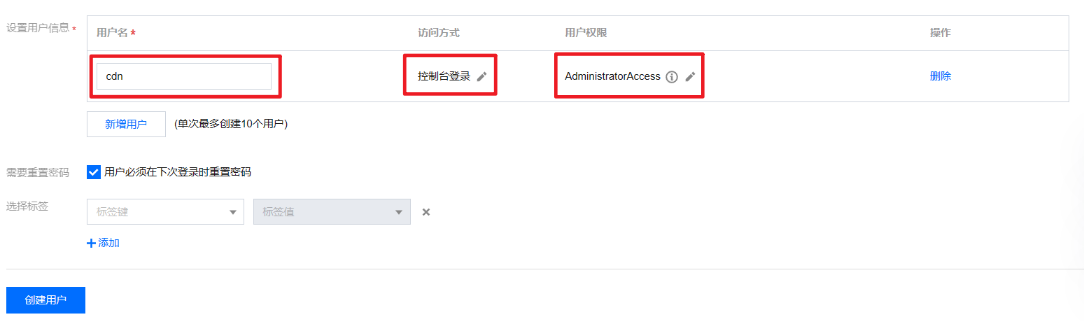 设置用户信息 * 用户名 * 访问方式 用户权限 操作
cdn 控制台登录 AdministratorAccess 删除
新增用户 (单次最多创建10个用户)
需要重置密码 用户必须在下次登录时重置密码
选择标签 标签键 标签值
添加
创建用户